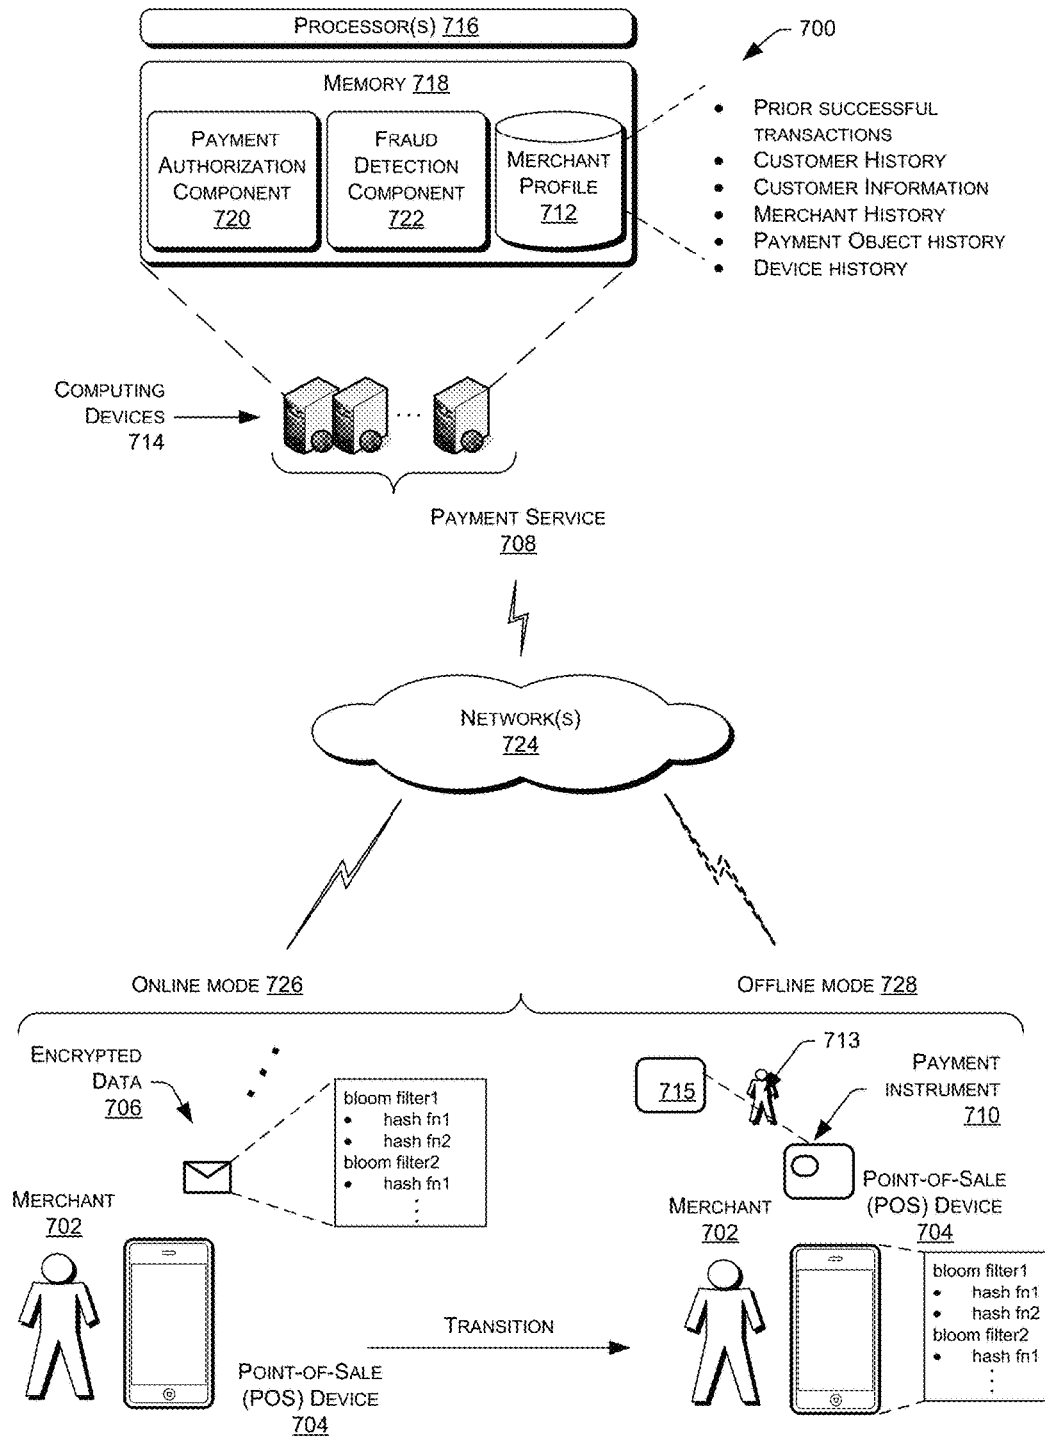 PROCESSOR(S) 716
700
MEMORY 718
PAYMENT
AUTHORIZATION
COMPONENT
720
FRAUD
DETECTION
COMPONENT
722
MERCHANT
PROFILE
712
• PRIOR SUCCESSFUL
TRANSACTIONS
• CUSTOMER HISTORY
• CUSTOMER INFORMATION
• MERCHANT HISTORY
• PAYMENT OBJECT HISTORY
• DEVICE HISTORY
COMPUTING
DEVICES
714
...
PAYMENT SERVICE
708
NETWORK(S)
724
ONLINE MODE 726
OFFLINE MODE 728
ENCRYPTED
DATA
706
bloom filter1
• hash fn1
• hash fn2
bloom filter2
• hash fn1
MERCHANT
702
POINT-OF-SALE
(POS) DEVICE
704
TRANSITION
713
715
PAYMENT
INSTRUMENT
710
MERCHANT
702
POINT-OF-SALE
(POS) DEVICE
704
bloom filter1
• hash fn1
• hash fn2
bloom filter2
• hash fn1